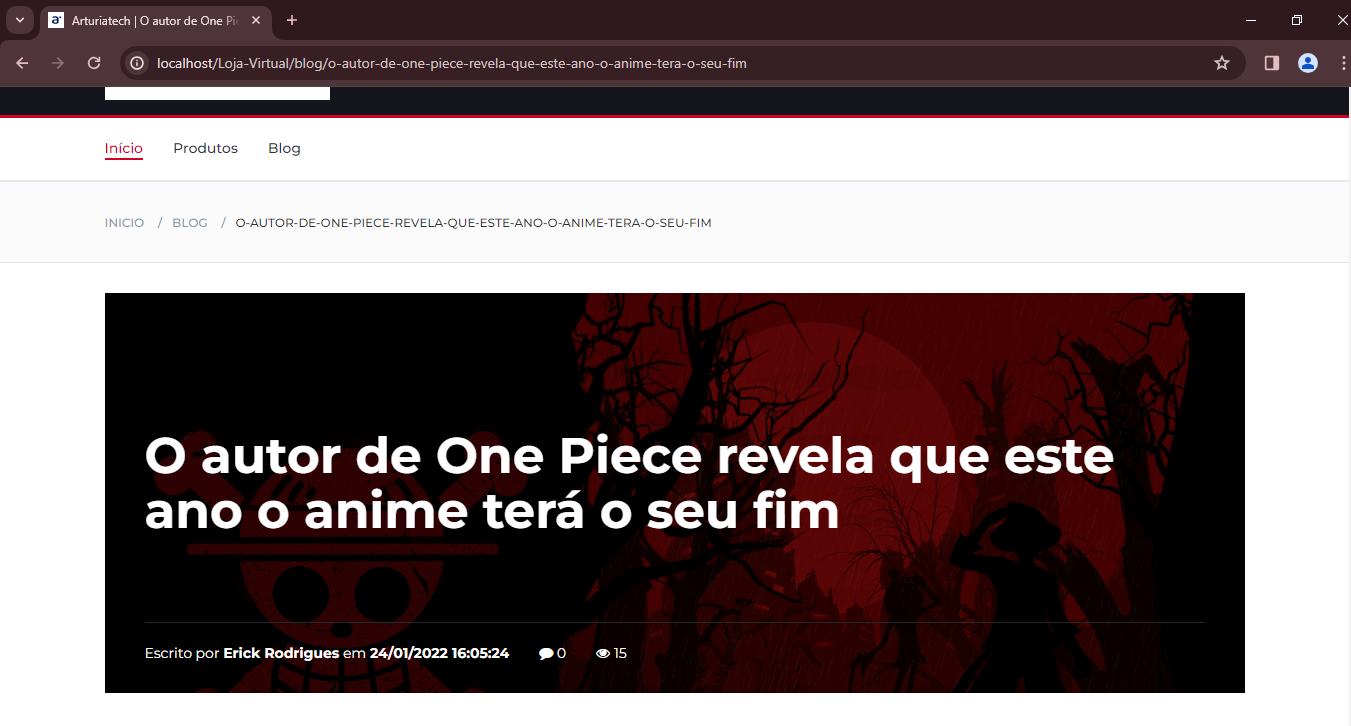 Arturiatech | O autor de One Pie
localhost/Loja-Virtual/blog/o-autor-de-one-piece-revela-que-este-ano-o-anime-tera-o-seu-fim
Início Produtos Blog
INICIO / BLOG / O-AUTOR-DE-ONE-PIECE-REVELA-QUE-ESTE-ANO-O-ANIME-TERA-O-SEU-FIM
O autor de One Piece revela que este
ano o anime terá o seu fim
Escrito por Erick Rodrigues em 24/01/2022 16:05:24 0 15